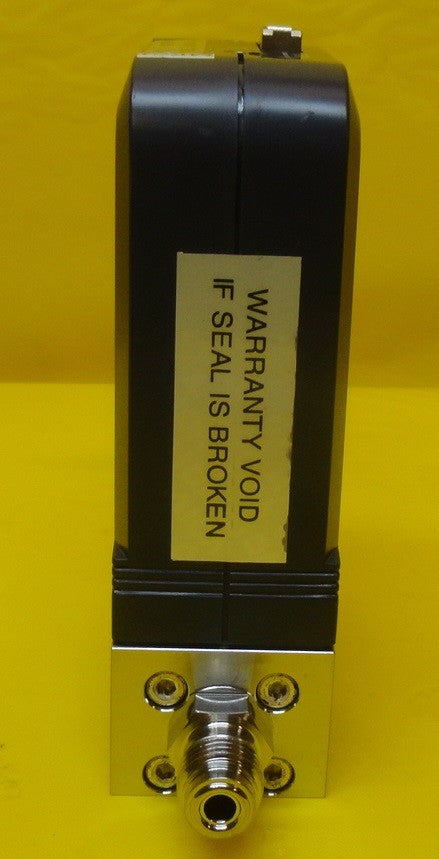 WARRANTY VOID
IF SEAL IS BROKEN